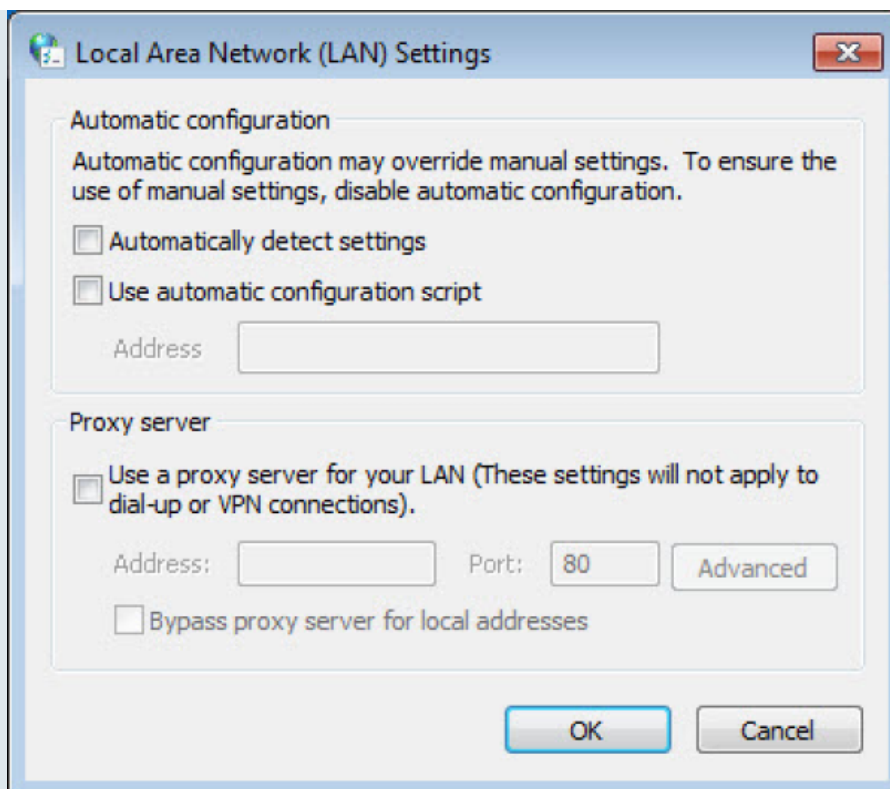 Local Area Network (LAN) Settings
Automatic configuration
Automatic configuration may override manual settings. To ensure the
use of manual settings, disable automatic configuration.
Automatically detect settings
Use automatic configuration script
Address
Proxy server
Use a proxy server for your LAN (These settings will not apply to
dial-up or VPN connections).
Address: Port: 80 Advanced
Bypass proxy server for local addresses
OK Cancel